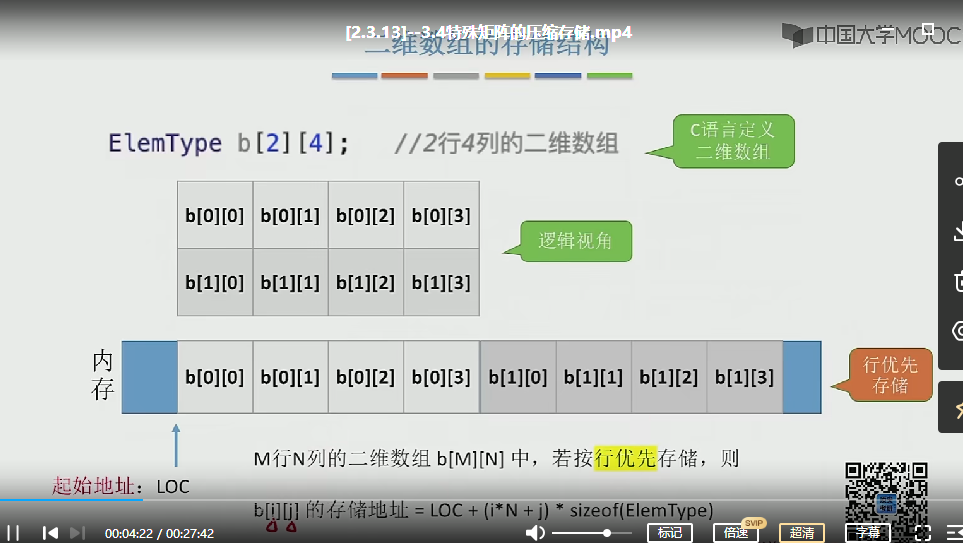 [2.3.13]--3.4特殊矩阵的压缩存储.mp4
中国大学MOOC
二维数组的存储结构
ElemType b[2][4]; //2行4列的二维数组
C语言定义
二维数组
b[0][0] b[0][1] b[0][2] b[0][3]
b[1][0] b[1][1] b[1][2] b[1][3]
逻辑视角
内
存
b[0][0] b[0][1] b[0][2] b[0][3] b[1][0] b[1][1] b[1][2] b[1][3]
行优先
存储
起始地址：LOC
M行N列的二维数组 b[M][N] 中，若按行优先存储，则
b[i][j] 的存储地址 = LOC + (i*N + j) * sizeof(ElemType)
00:04:22 / 00:27:42
标记
倍速
SVIP
超清
字幕